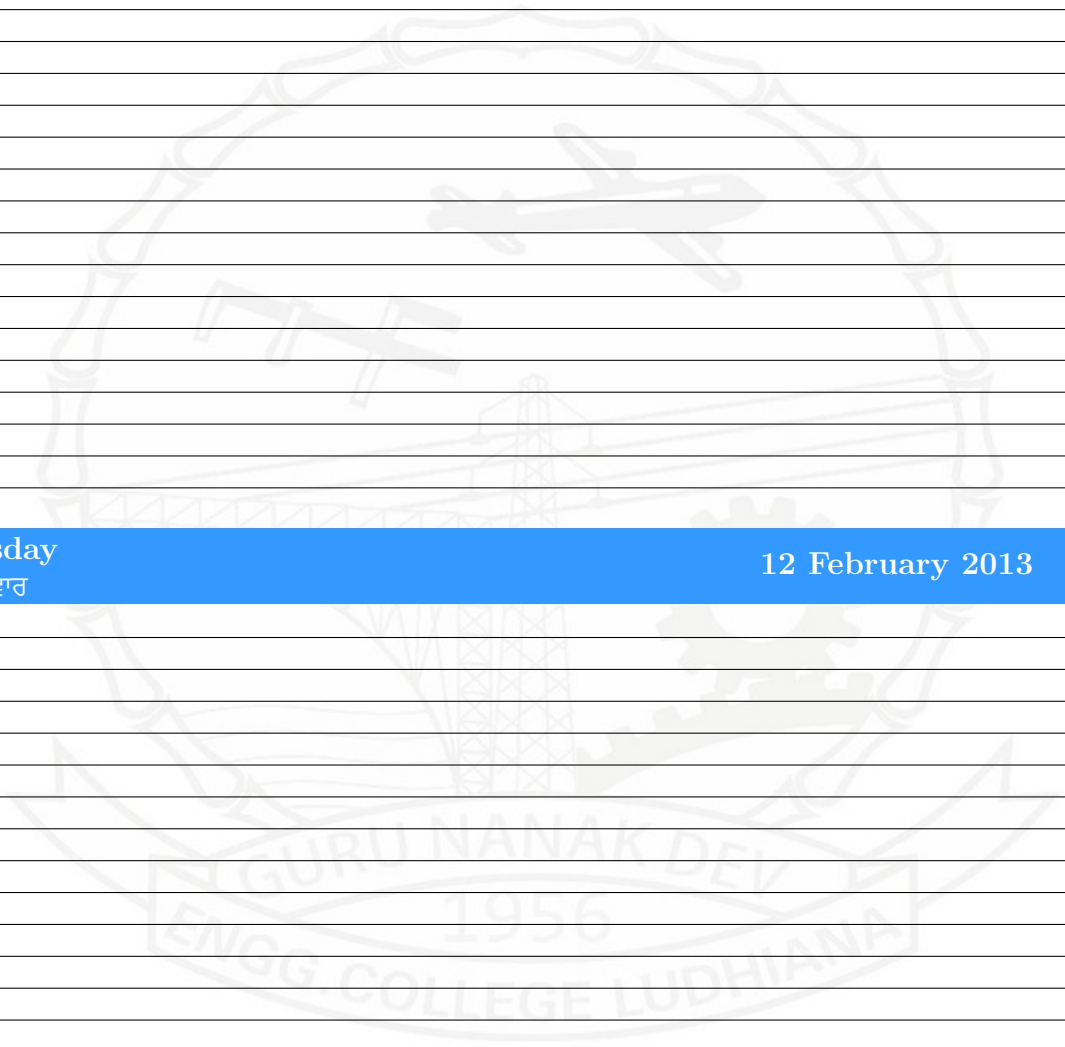 sday
ਵਾਰ
12 February 2013
GURU NANAK DEV
1956
ENGG. COLLEGE LUDHIANA